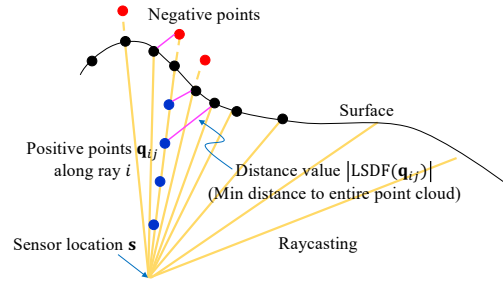 Negative points
Surface
Positive points q_ij
along ray i
Distance value |LSDF(q_ij)|
(Min distance to entire point cloud)
Sensor location s
Raycasting